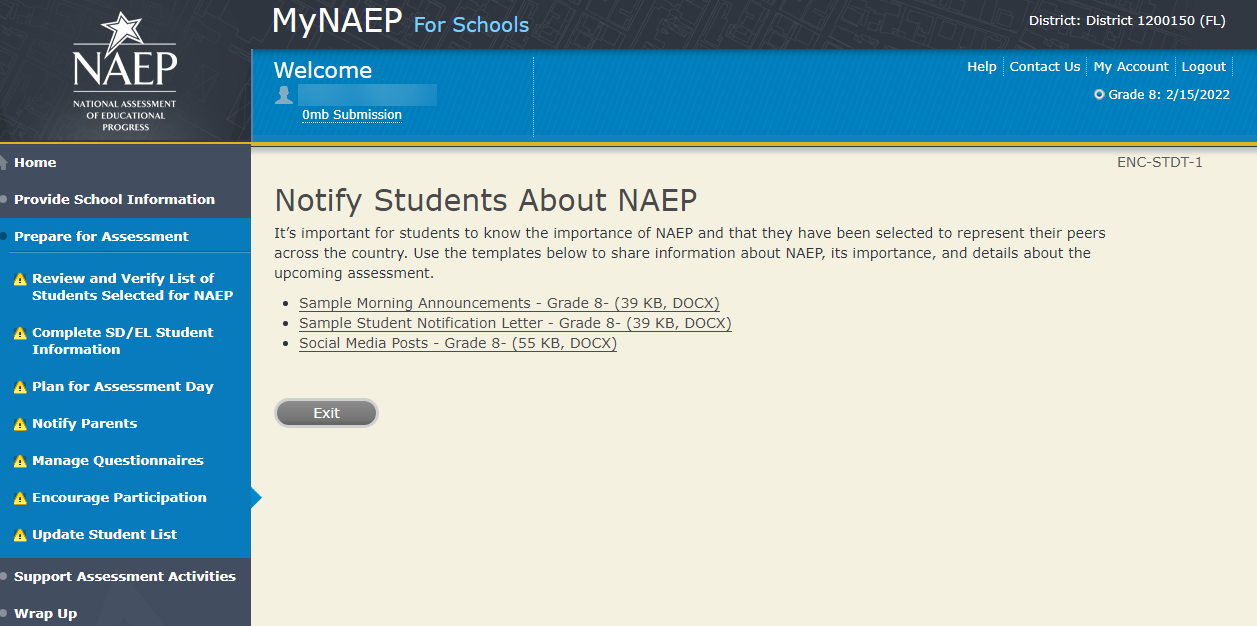 NAEP
NATIONAL ASSESSMENT
OF EDUCATIONAL
PROGRESS
MyNAEP For Schools
District: District 1200150 (FL)
Welcome
0mb Submission
Help
Contact Us
My Account
Logout
Grade 8: 2/15/2022
Home
Provide School Information
Prepare for Assessment
Review and Verify List of
Students Selected for NAEP
Complete SD/EL Student
Information
Plan for Assessment Day
Notify Parents
Manage Questionnaires
Encourage Participation
Update Student List
Support Assessment Activities
Wrap Up
ENC-STDT-1
Notify Students About NAEP
It’s important for students to know the importance of NAEP and that they have been selected to represent their peers
across the country. Use the templates below to share information about NAEP, its importance, and details about the
upcoming assessment.
• Sample Morning Announcements - Grade 8- (39 KB, DOCX)
• Sample Student Notification Letter - Grade 8- (39 KB, DOCX)
• Social Media Posts - Grade 8- (55 KB, DOCX)
Exit